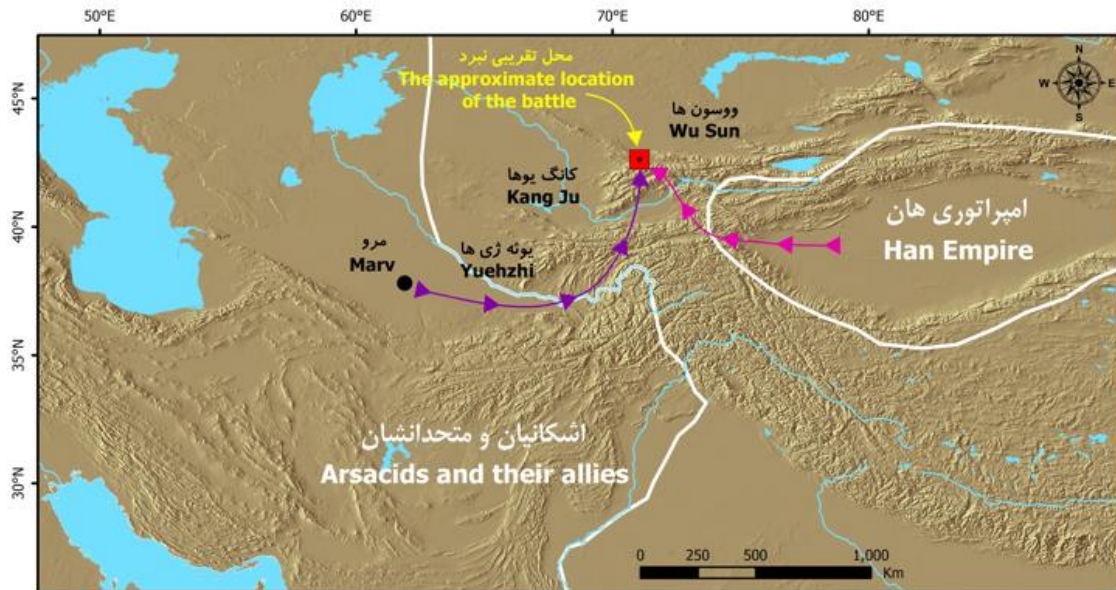 50°E
60°E
70°E
80°E
45°N
40°N
35°N
30°N
محل تقریبی نبرد
The approximate location
of the battle
N
W
E
S
ووسون ها
Wu Sun
کانگ یوها
Kang Ju
امپراتوری هان
Han Empire
مرو
Marv
یوئه ژی ها
Yuehzhi
اشکانیان و متحدانشان
Arsacids and their allies
0 250 500 1,000
Km